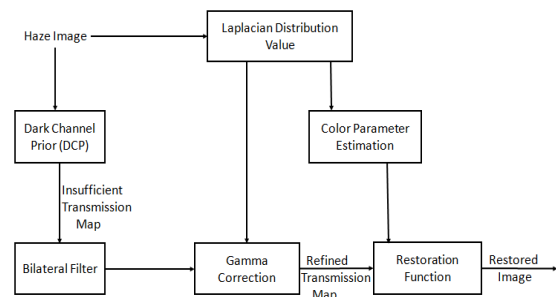 Haze Image
Laplacian Distribution
Value
Dark Channel
Prior (DCP)
Color Parameter
Estimation
Insufficient
Transmission
Map
Bilateral Filter
Gamma
Correction
Refined
Transmission
Map
Restoration
Function
Restored
Image